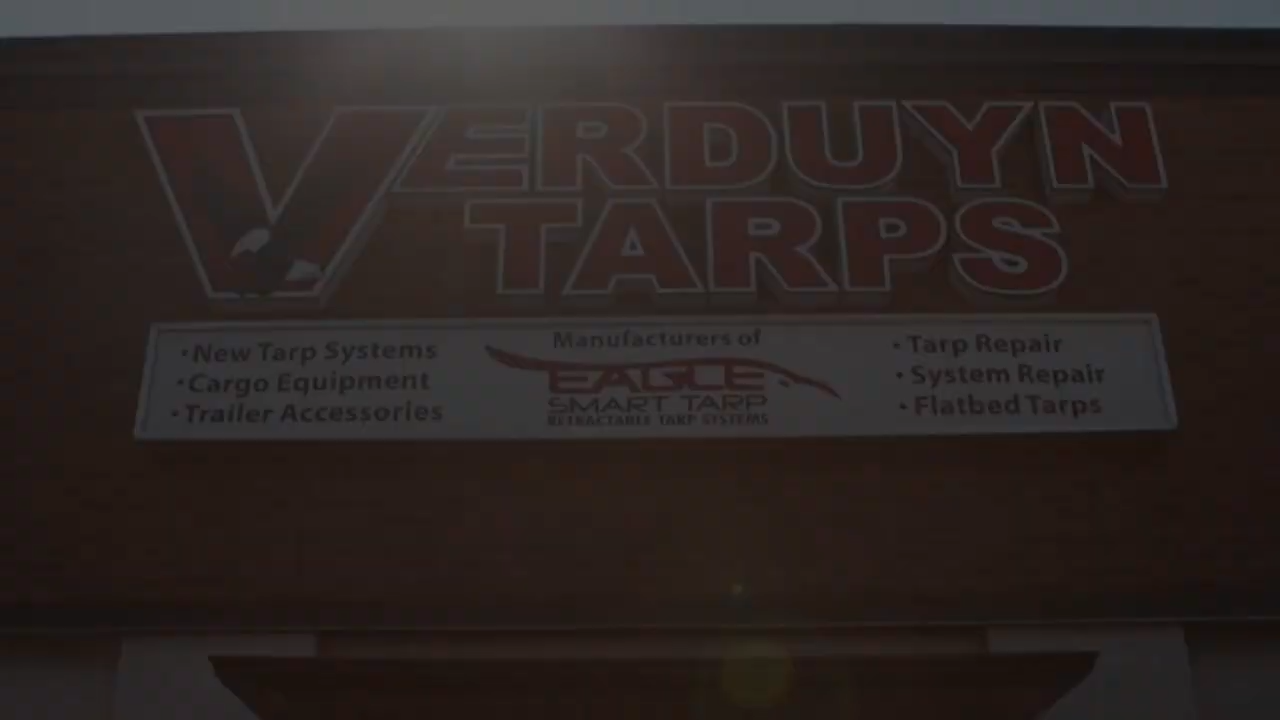 VERDUYN
TARPS
•New Tarp Systems
•Cargo Equipment
•Trailer Accessories
Manufacturers of
EAGLE
SMART TARP
RETRACTABLE TARP SYSTEMS
• Tarp Repair
• System Repair
• Flatbed Tarps